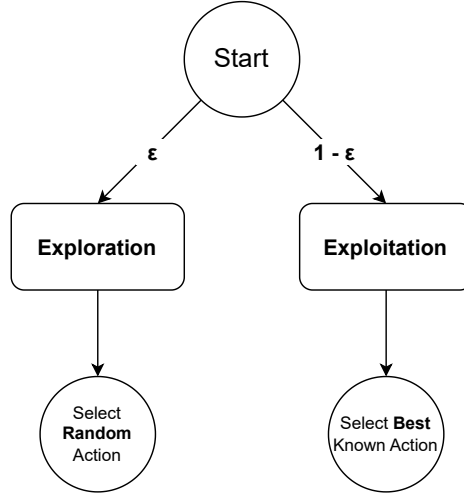 Start
ε
1 - ε
Exploration
Exploitation
Select
Random
Action
Select Best
Known Action